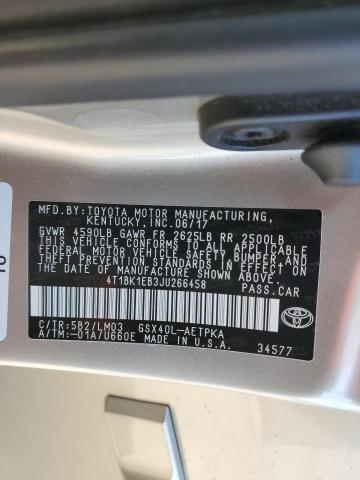 MFD.BY:TOYOTA MOTOR MANUFACTURING,
KENTUCKY,INC.06/17
GVWR 4590LB GAWR FR 2625LB RR 2500LB
THIS VEHICLE CONFORMS TO ALL APPLICABLE
FEDERAL MOTOR VEHICLE SAFETY,BUMPER,AND
THEFT PREVENTION STANDARDS IN EFFECT ON
THE DATE OF MANUFACTURE SHOWN ABOVE.
4T1BK1EB3JU266458 PASS.CAR
C/TR:5B2/LM03 GSX40L-AETPKA
A/TM:-01A/U660E MADE IN U.S.A. 34577
TOYOTA